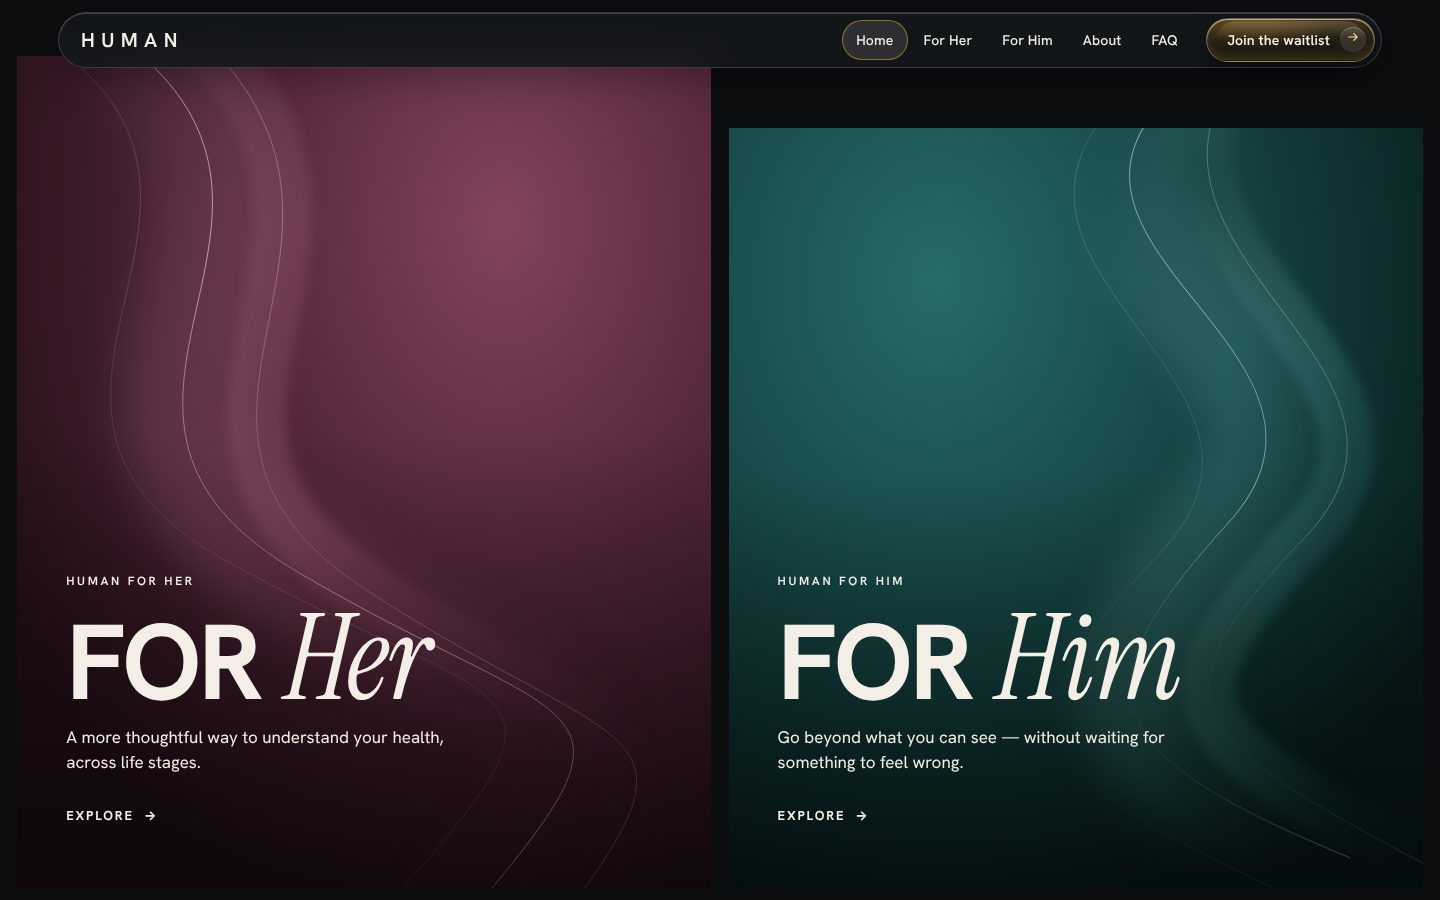 HUMAN
Home
For Her
For Him
About
FAQ
Join the waitlist →
HUMAN FOR HER
FOR Her
A more thoughtful way to understand your health,
across life stages.
EXPLORE →
HUMAN FOR HIM
FOR Him
Go beyond what you can see — without waiting for
something to feel wrong.
EXPLORE →